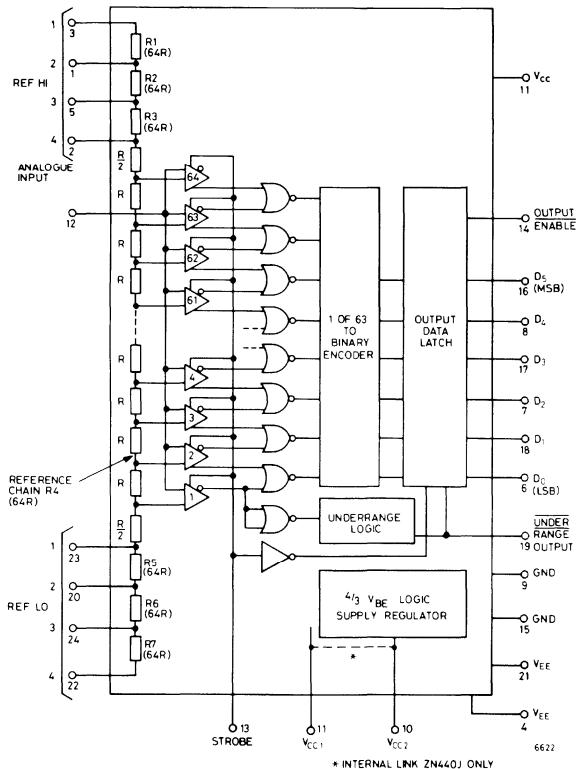 1
3
R1
(64R)
2
1
REF HI
R2
(64R)
3
5
R3
(64R)
4
2
ANALOGUE
INPUT
R/2
R
12
R
R
R
R
R
R
R/2
64
63
62
61
4
3
2
1
1 OF 63
TO
BINARY
ENCODER
OUTPUT
DATA
LATCH
VCC
11
OUTPUT
ENABLE
14
D5
(MSB)
16
D4
8
D3
17
D2
7
D1
18
D0
(LSB)
6
UNDER
RANGE
OUTPUT
19
GND
9
GND
15
VEE
21
VEE
4
REFERENCE
CHAIN R4
(64R)
UNDERRANGE
LOGIC
4/3 VBE LOGIC
SUPPLY REGULATOR
*
1
23
R5
(64R)
2
20
REF LO
R6
(64R)
3
24
R7
(64R)
4
22
13
STROBE
11
VCC1
10
VCC2
6622
* INTERNAL LINK ZN440J ONLY